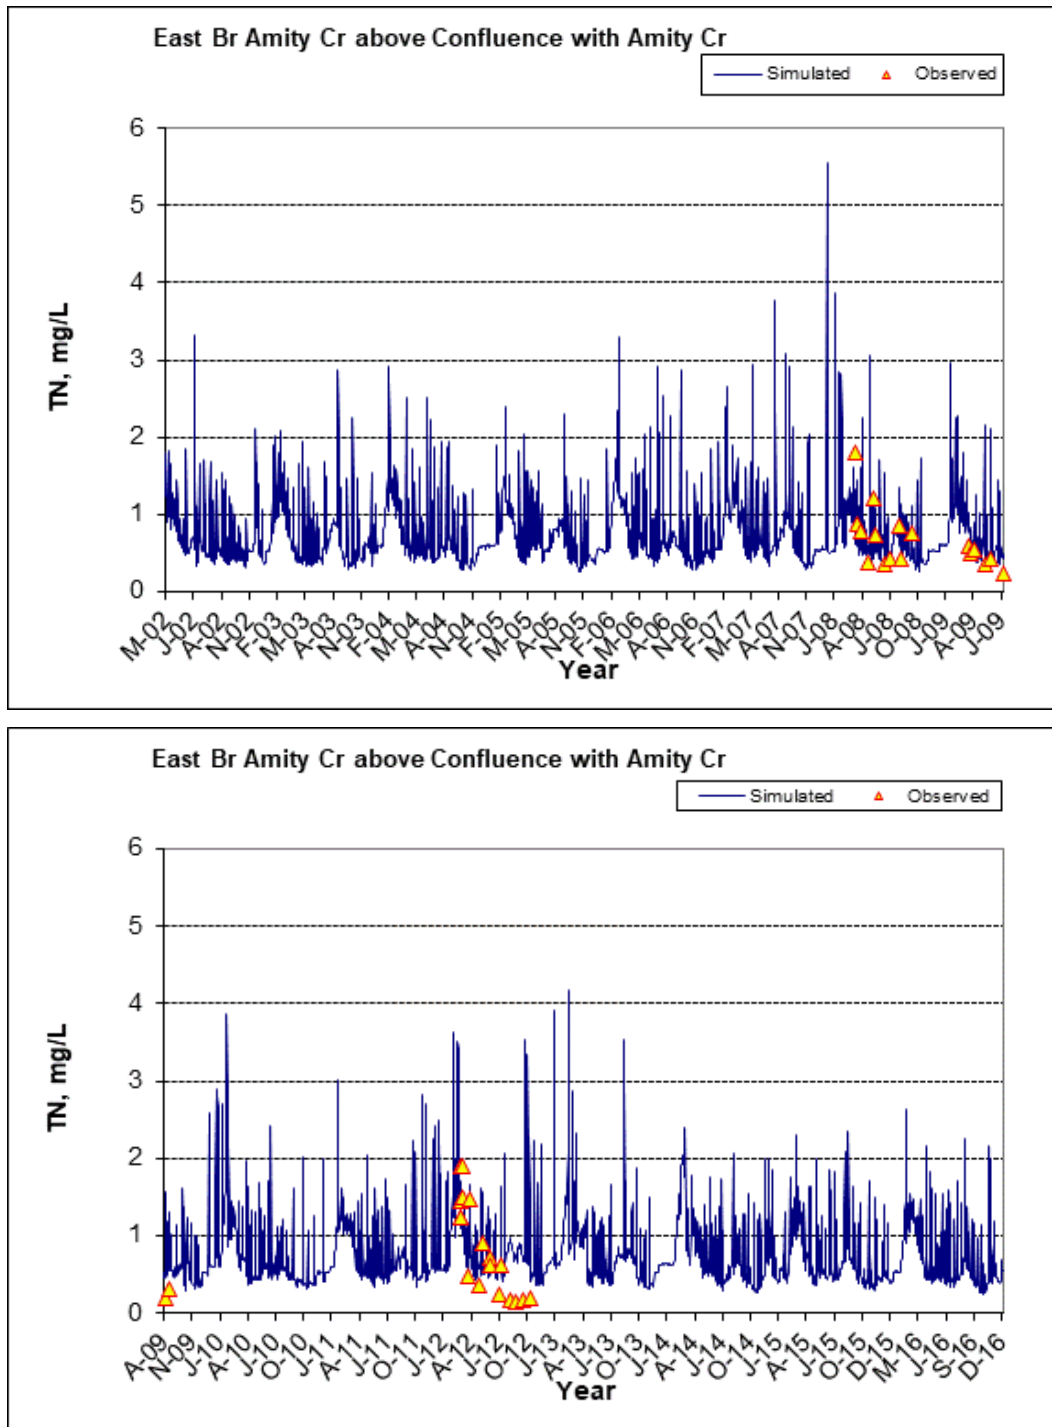 East Br Amity Cr above Confluence with Amity Cr
Simulated Observed
6
5
4
3
2
1
0
TN, mg/L
M-02 J-02 A-02 N-02 F-03 M-03 A-03 N-03 F-04 M-04 A-04 N-04 F-05 M-05 A-05 N-05 F-06 M-06 A-06 N-06 F-07 M-07 A-07 N-07 J-08 A-08 J-08 O-08 J-09 A-09 J-09
Year
East Br Amity Cr above Confluence with Amity Cr
Simulated Observed
6
5
4
3
2
1
0
TN, mg/L
A-09 N-09 J-10 A-10 J-10 O-10 J-11 A-11 J-11 O-11 J-12 A-12 J-12 O-12 J-13 A-13 J-13 O-13 J-14 A-14 J-14 O-14 J-15 A-15 J-15 O-15 D-15 M-16 J-16 S-16 D-16
Year